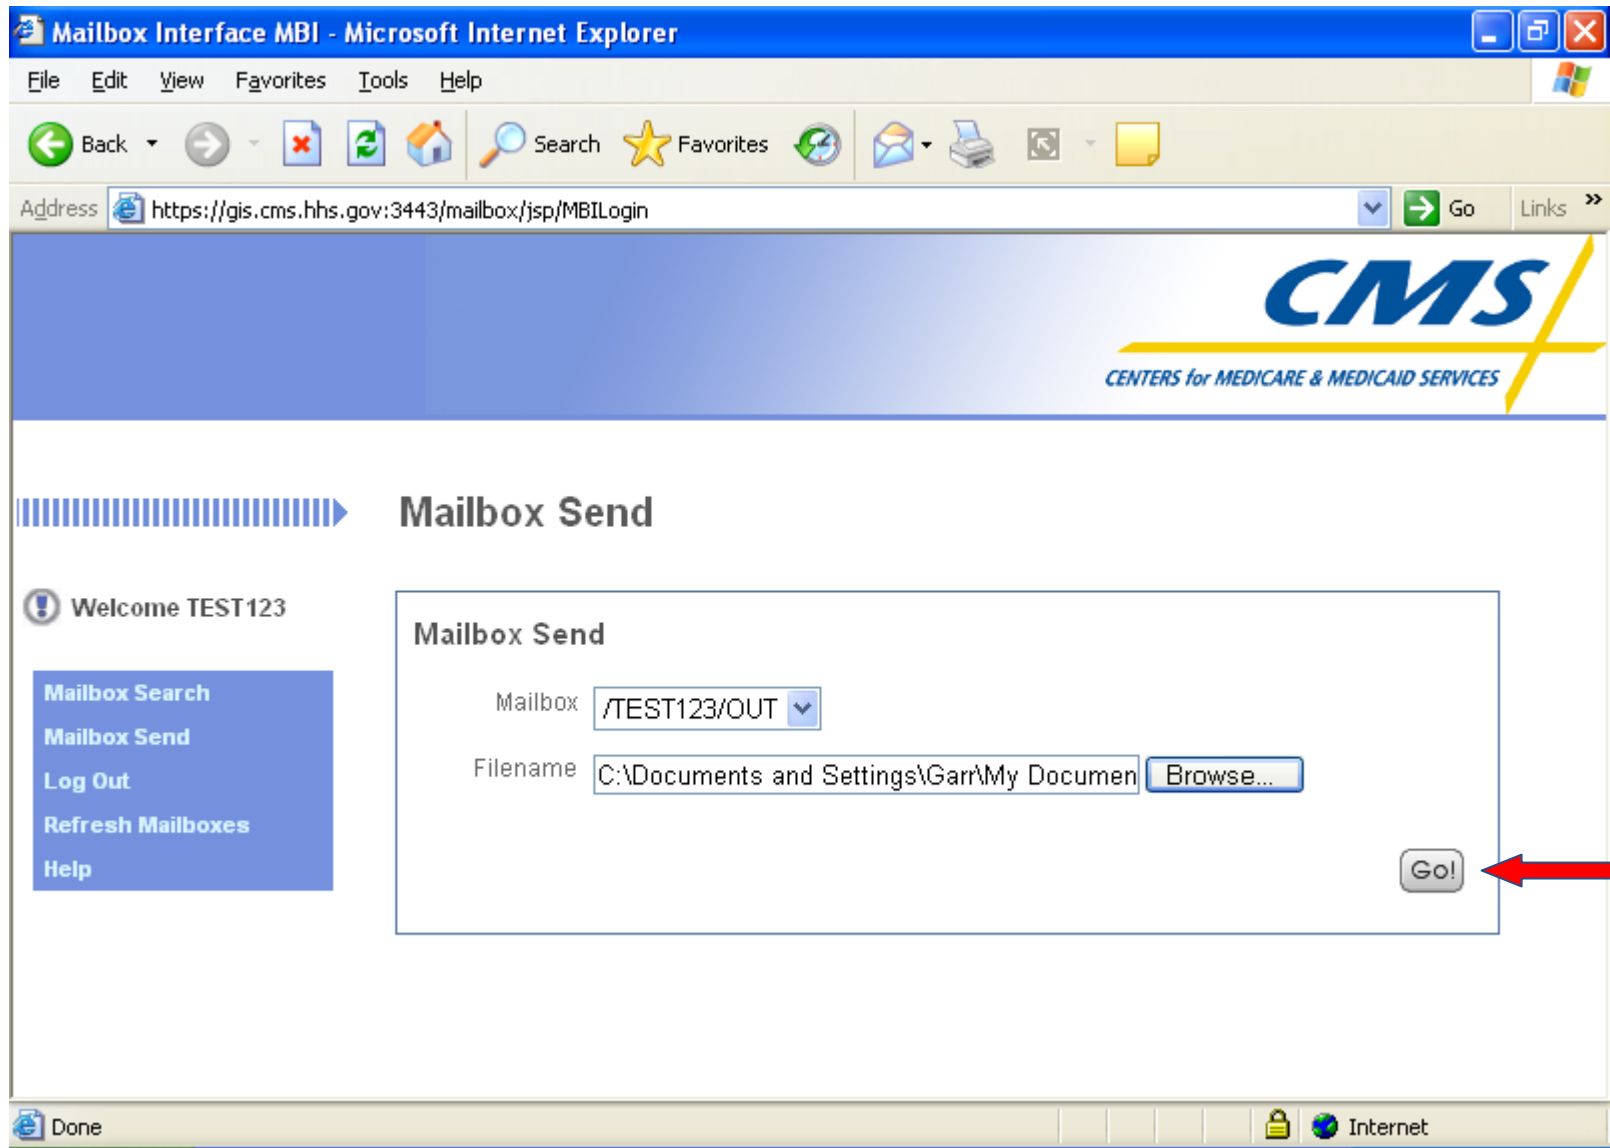 Mailbox Interface MBI - Microsoft Internet Explorer
File Edit View Favorites Tools Help
Back Search Favorites
Address https://gis.cms.hhs.gov:3443/mailbox/jsp/MBILogin Go Links »
CMS
CENTERS for MEDICARE & MEDICAID SERVICES
Mailbox Send
Welcome TEST123
Mailbox Search
Mailbox Send
Log Out
Refresh Mailboxes
Help
Mailbox Send
Mailbox /TEST123/OUT
Filename C:\Documents and Settings\Garr\My Documen Browse...
Go!
Done Internet